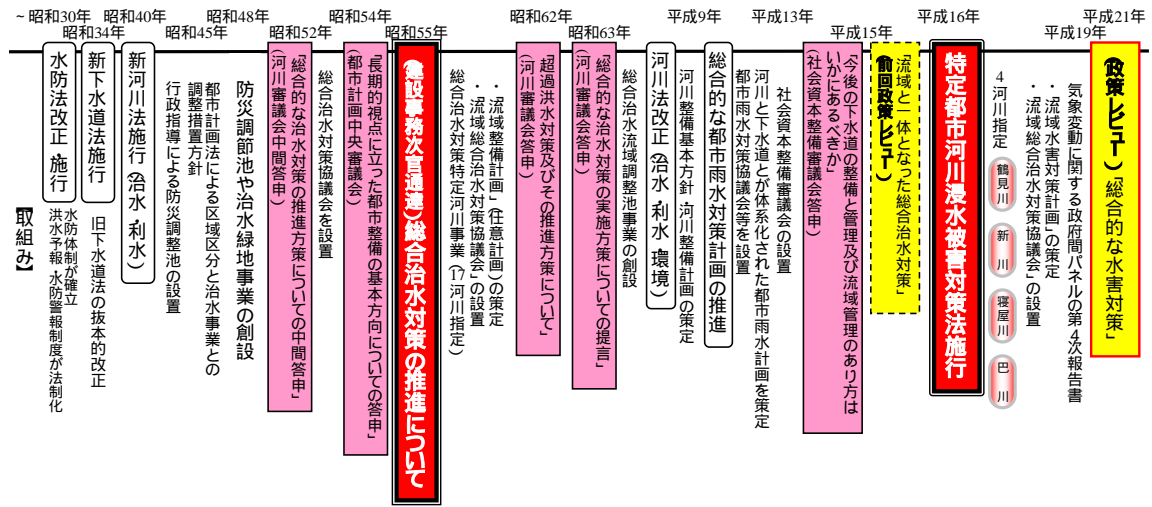 ~昭和30年
昭和34年
昭和40年
昭和45年
昭和48年
昭和52年
昭和54年
昭和55年
昭和62年
昭和63年
平成9年
平成13年
平成15年
平成16年
平成19年
平成21年
【取組み】
水防法改正 施行
水防体制が確立
洪水予報・水防警報制度が法制化
新下水道法施行
旧下水道法の抜本的改正
新河川法施行(治水・利水)
行政指導による防災調整池の設置
都市計画法による区域区分と治水事業との
調整措置方針
防災調節池や治水緑地事業の創設
「総合的な治水対策の推進方策についての中間答申」
(河川審議会中間答申)
総合治水対策協議会を設置
「長期的視点に立った都市整備の基本方向についての答申」
(都市計画中央審議会)
(建設事務次官通達)総合治水対策の推進について
総合治水対策特定河川事業(17河川指定)
・「流域総合治水対策協議会」の設置
・「流域整備計画」(任意計画)の策定
「超過洪水対策及びその推進方策について」
(河川審議会答申)
「総合的な治水対策の実施方策についての提言」
(河川審議会答申)
総合治水流域調整池事業の創設
河川法改正(治水・利水・環境)
河川整備基本方針・河川整備計画の策定
総合的な都市雨水対策計画の推進
都市雨水対策協議会等を設置
河川と下水道とが体系化された都市雨水計画を策定
社会資本整備審議会の設置
「今後の下水道の整備と管理及び流域管理のあり方は
いかにあるべきか」
(社会資本整備審議会答申)
「流域と一体となった総合治水対策」
(前回政策レビュー)
特定都市河川浸水被害対策法施行
4河川指定
鶴見川
新川
寝屋川
巴川
・「流域総合治水対策協議会」の設置
・「流域水害対策計画」の策定
気象変動に関する政府間パネルの第4次報告書
(政策レビュー)「総合的な水害対策」